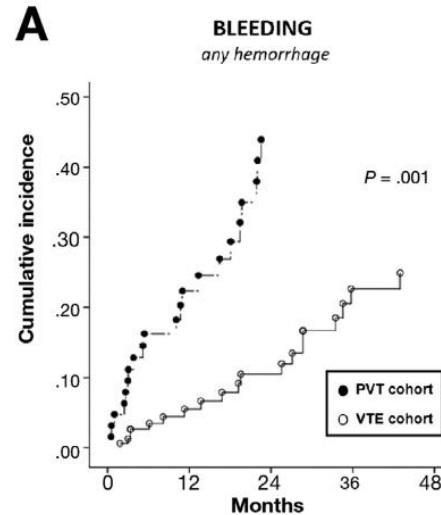 A
BLEEDING
any hemorrhage
Cumulative incidence
.50
.40
.30
.20
.10
.00
P = .001
PVT cohort
VTE cohort
0 12 24 36 48
Months